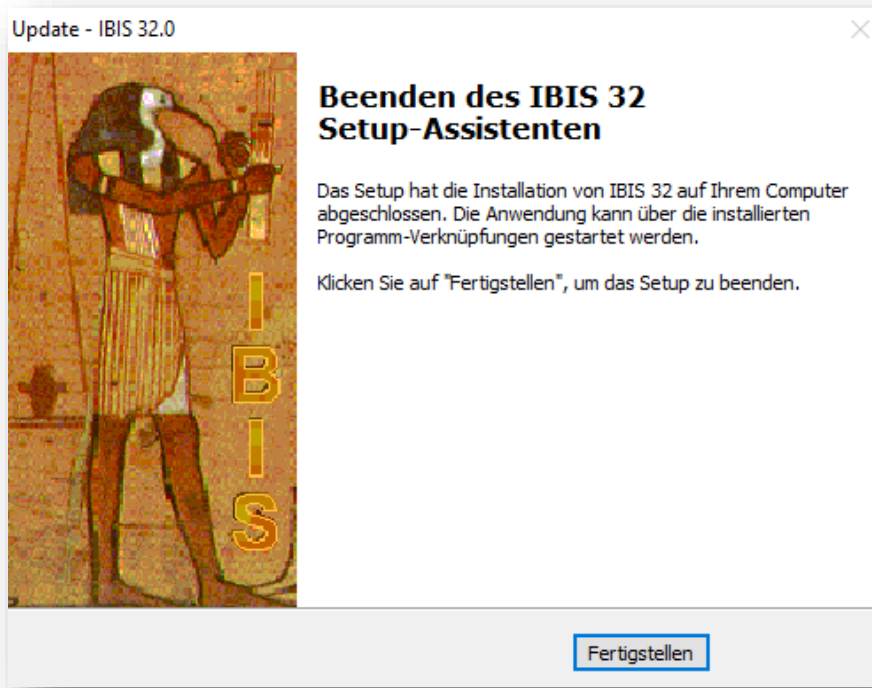 Update - IBIS 32.0
Beenden des IBIS 32
Setup-Assistenten
Das Setup hat die Installation von IBIS 32 auf Ihrem Computer
abgeschlossen. Die Anwendung kann über die installierten
Programm-Verknüpfungen gestartet werden.
Klicken Sie auf "Fertigstellen", um das Setup zu beenden.
I
B
I
S
Fertigstellen